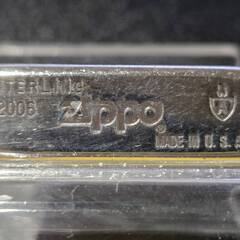 STERLING
2006 Zippo ®
MADE IN U.S.A